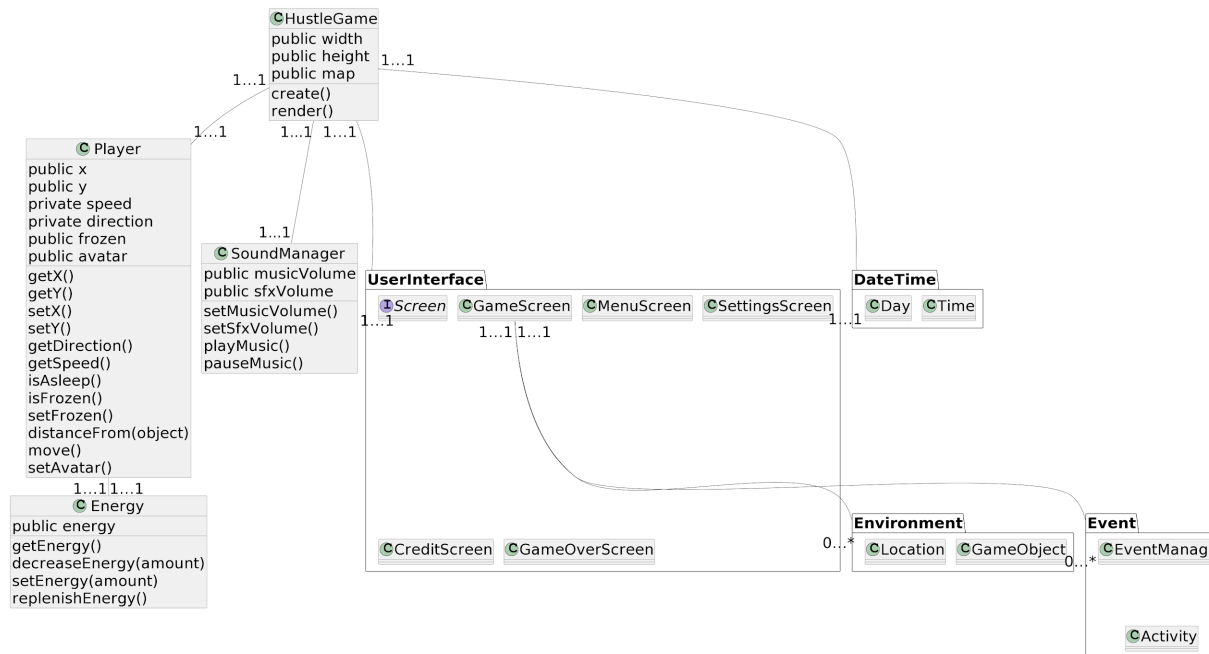 C HustleGame
public width
public height
public map
create()
render()
1...1
1...1
1...1
1...1
1...1
C Player
public x
public y
private speed
private direction
public frozen
public avatar
getX()
getY()
setX()
setY()
getDirection()
getSpeed()
isAsleep()
isFrozen()
setFrozen()
distanceFrom(object)
move()
setAvatar()
1...1
1...1
C Energy
public energy
getEnergy()
decreaseEnergy(amount)
setEnergy(amount)
replenishEnergy()
1...1
C SoundManager
public musicVolume
public sfxVolume
setMusicVolume()
setSfxVolume()
playMusic()
pauseMusic()
UserInterface
I Screen
C GameScreen
C MenuScreen
C SettingsScreen
1...1
1...1
1...1
C CreditScreen
C GameOverScreen
DateTime
C Day
C Time
1...1
Environment
C Location
C GameObject
0...*
Event
C EventManag
0...*
C Activity